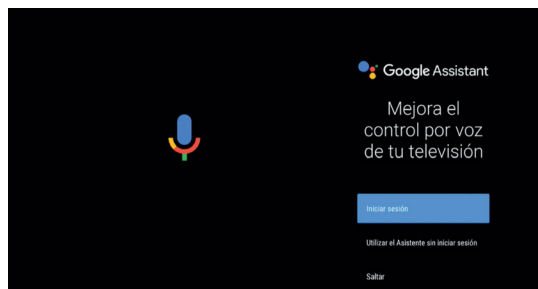 Google Assistant
Mejora el
control por voz
de tu televisión
Iniciar sesión
Utilizar el Asistente sin iniciar sesión
Saltar